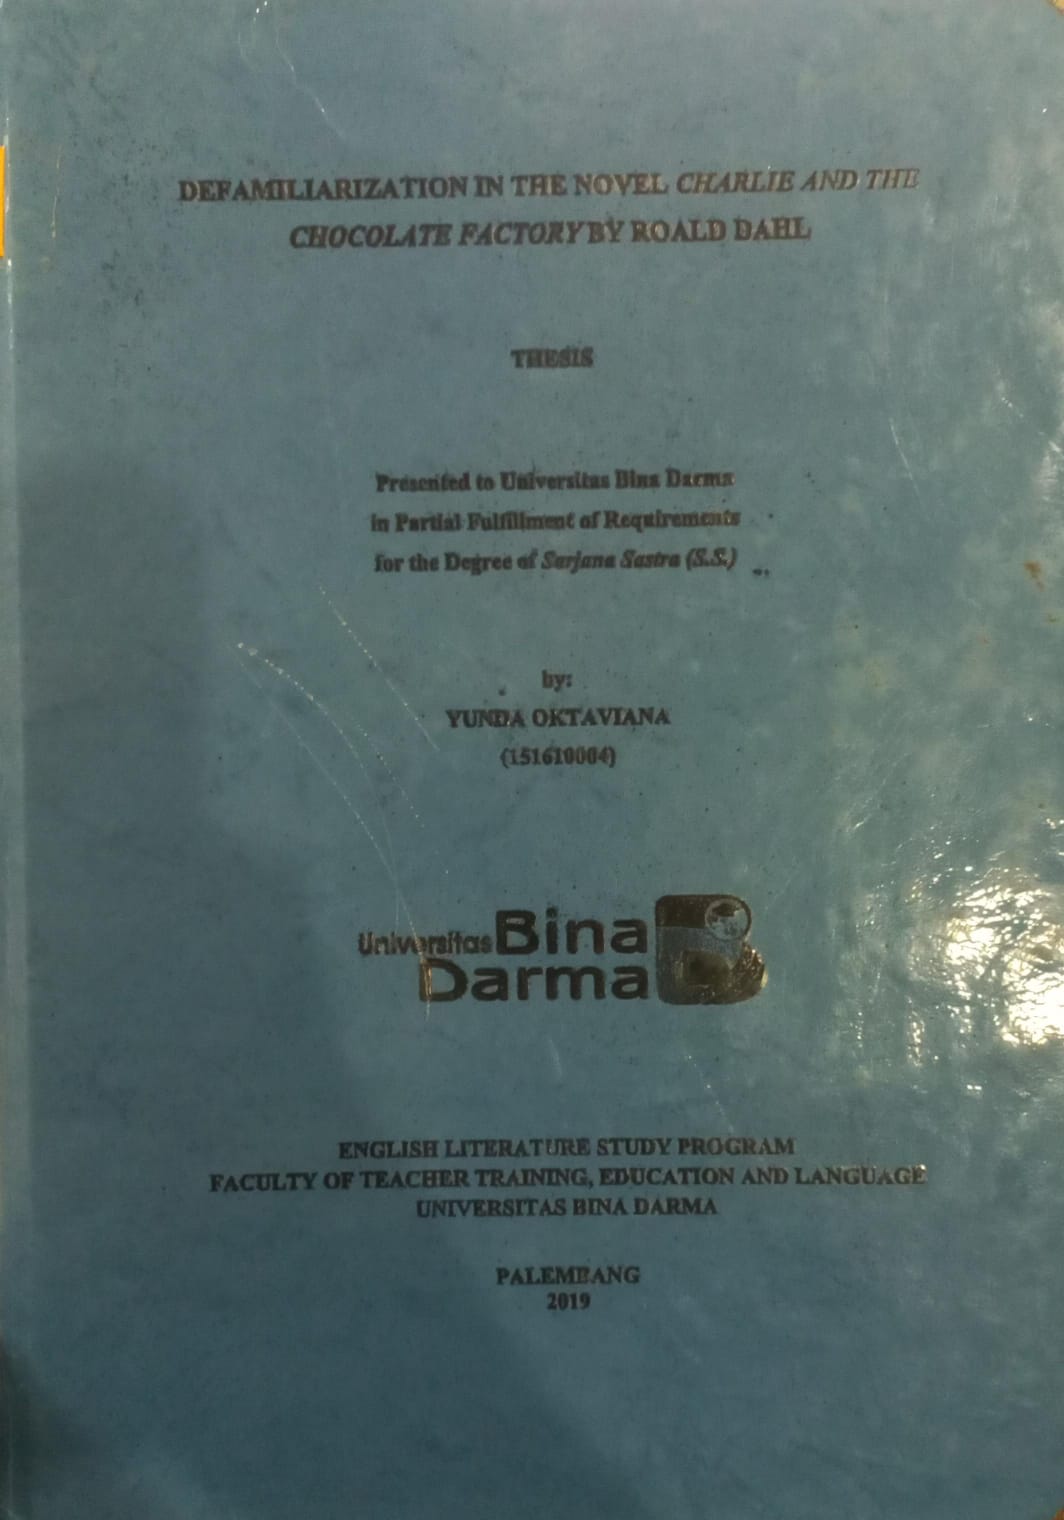 DEFAMILIARIZATION IN THE NOVEL CHARLIE AND THE
CHOCOLATE FACTORY BY ROALD DAHL
THESIS
Presented to Universitas Bina Darma
in Partial Fulfillment of Requirements
for the Degree of Sarjana Sastra (S.S.)
by:
YUNDA OKTAVIANA
(151610004)
Universitas Bina
Darma
ENGLISH LITERATURE STUDY PROGRAM
FACULTY OF TEACHER TRAINING, EDUCATION AND LANGUAGE
UNIVERSITAS BINA DARMA
PALEMBANG
2019